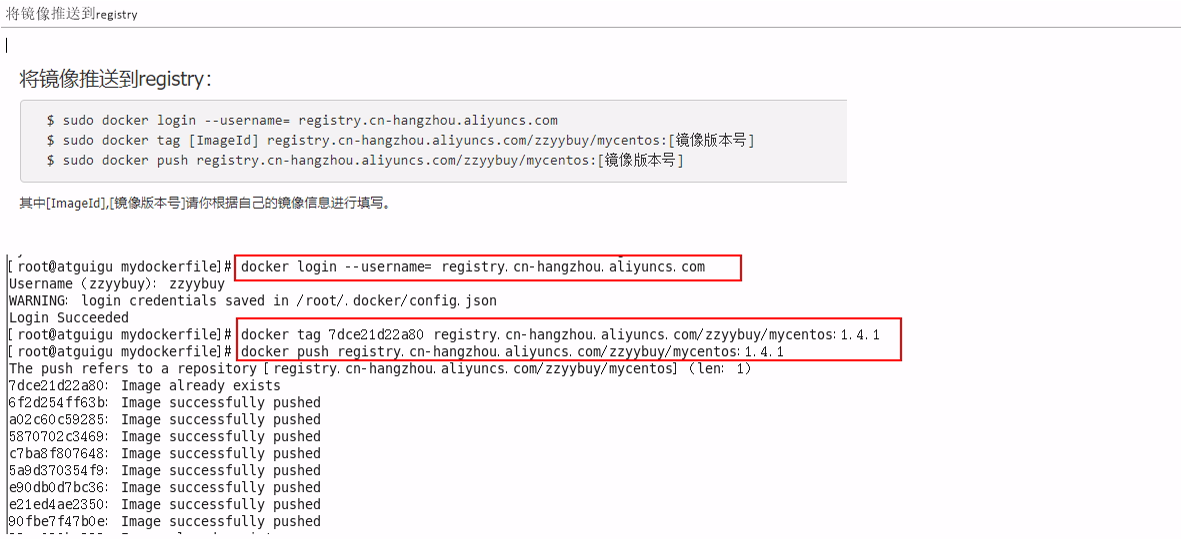 将镜像推送到registry
将镜像推送到registry：
$ sudo docker login --username= registry.cn-hangzhou.aliyuncs.com
$ sudo docker tag [ImageId] registry.cn-hangzhou.aliyuncs.com/zzyybuy/mycentos:[镜像版本号]
$ sudo docker push registry.cn-hangzhou.aliyuncs.com/zzyybuy/mycentos:[镜像版本号]
其中[ImageId],[镜像版本号]请你根据自己的镜像信息进行填写。
[root@atguigu mydockerfile]# docker login --username= registry.cn-hangzhou.aliyuncs.com
Username (zzyybuy): zzyybuy
WARNING: login credentials saved in /root/.docker/config.json
Login Succeeded
[root@atguigu mydockerfile]# docker tag 7dce21d22a80 registry.cn-hangzhou.aliyuncs.com/zzyybuy/mycentos:1.4.1
[root@atguigu mydockerfile]# docker push registry.cn-hangzhou.aliyuncs.com/zzyybuy/mycentos:1.4.1
The push refers to a repository [registry.cn-hangzhou.aliyuncs.com/zzyybuy/mycentos] (len: 1)
7dce21d22a80: Image already exists
6f2d254ff63b: Image successfully pushed
a02c60c59285: Image successfully pushed
5870702c3469: Image successfully pushed
c7ba8f807648: Image successfully pushed
5a9d370354f9: Image successfully pushed
e90db0d7bc36: Image successfully pushed
e21ed4ae2350: Image successfully pushed
90fbe7f47b0e: Image successfully pushed